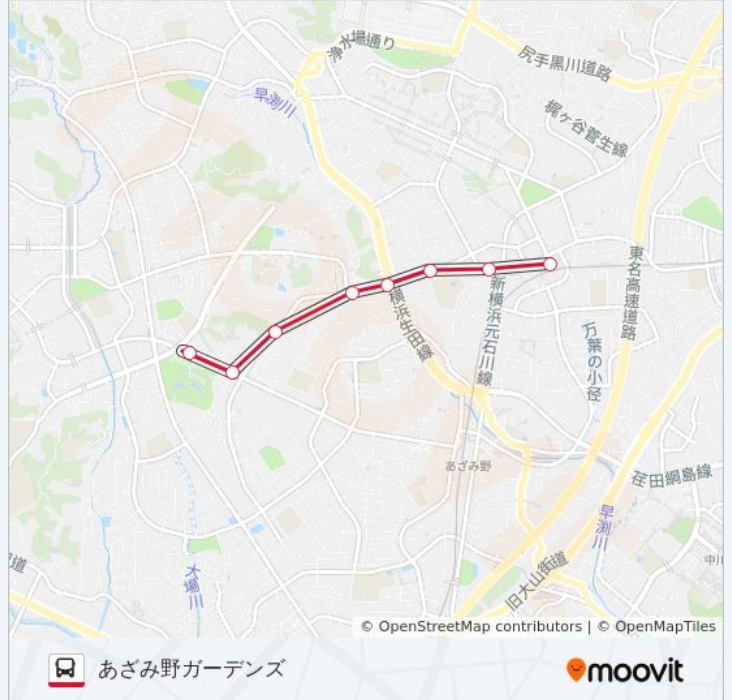 浄水場通り
尻手黒川道路
早渕川
梶ヶ谷菅生線
東名高速道路
新横浜元石川線
横浜生田線
万葉の小径
あざみ野
荏田綱島線
早渕川
中川
道
大場川
旧大山街道
© OpenStreetMap contributors | © OpenMapTiles
あざみ野ガーデンズ
moovit